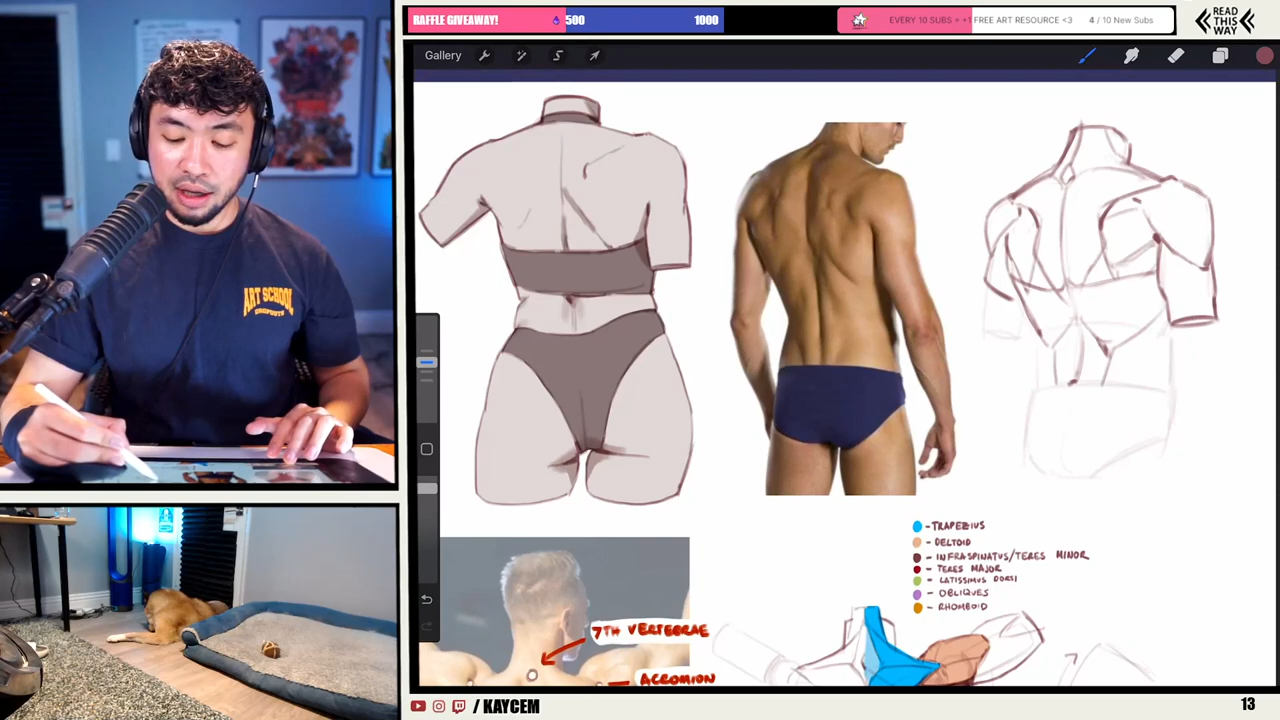 RAFFLE GIVEAWAY!
500
1000
EVERY 10 SUBS = +1 FREE ART RESOURCE <3
4 / 10 New Subs
READ
THIS
WAY
Gallery
ART SCHOOL
DROPOUTS
- TRAPEZIUS
- DELTOID
- INFRASPINATUS/TERES MINOR
- TERES MAJOR
- LATISSIMUS DORSI
- OBLIQUES
- RHOMBOID
7TH VERTEBRAE
ACROMION
/ KAYCEM
13